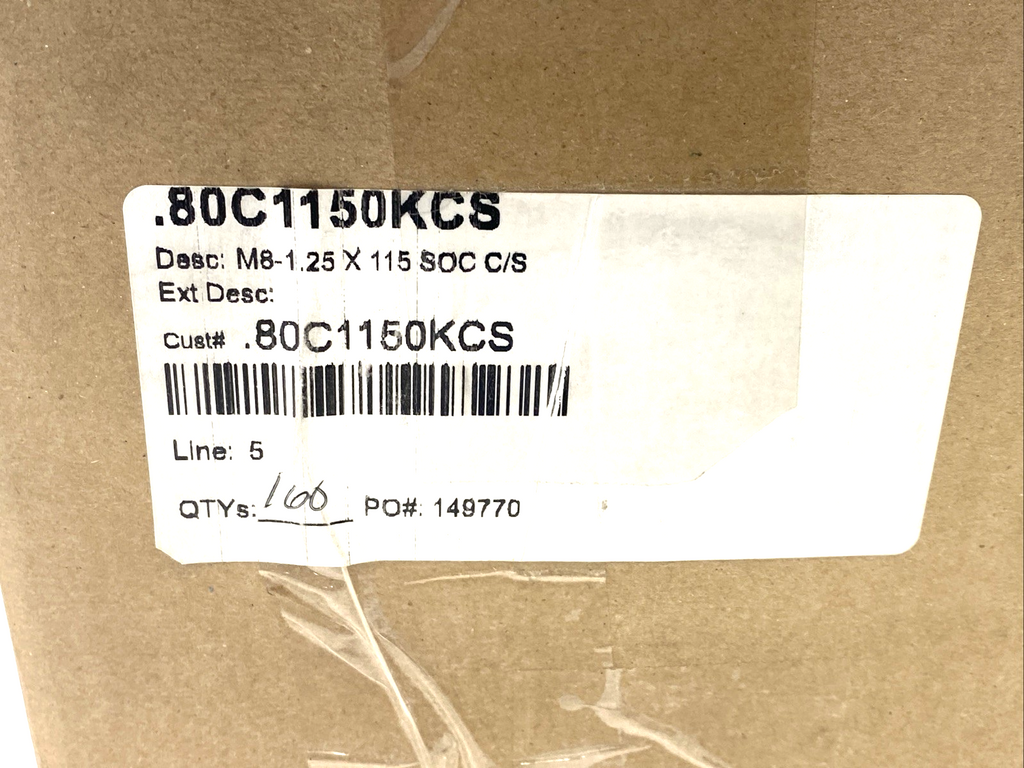 .80C1150KCS
Desc: M8-1.25 X 115 SOC C/S
Ext Desc:
Cust# .80C1150KCS
Line: 5
QTYs: 160 PO#: 149770